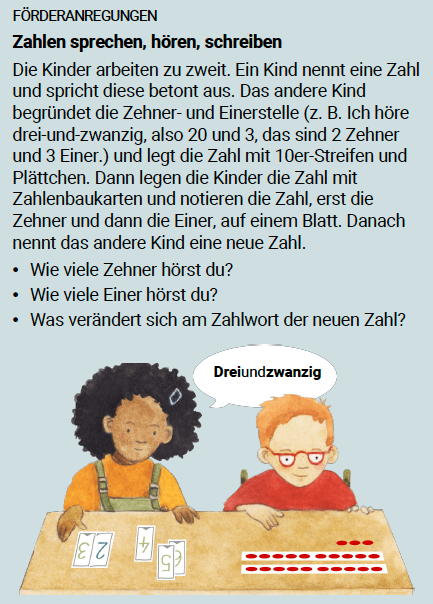 FÖRDERANREGUNGEN
Zahlen sprechen, hören, schreiben
Die Kinder arbeiten zu zweit. Ein Kind nennt eine Zahl
und spricht diese betont aus. Das andere Kind
begründet die Zehner- und Einerstelle (z. B. Ich höre
drei-und-zwanzig, also 20 und 3, das sind 2 Zehner
und 3 Einer.) und legt die Zahl mit 10er-Streifen und
Plättchen. Dann legen die Kinder die Zahl mit
Zahlenbaukarten und notieren die Zahl, erst die
Zehner und dann die Einer, auf einem Blatt. Danach
nennt das andere Kind eine neue Zahl.
• Wie viele Zehner hörst du?
• Wie viele Einer hörst du?
• Was verändert sich am Zahlwort der neuen Zahl?
Dreiundzwanzig
3 2 4 5 6